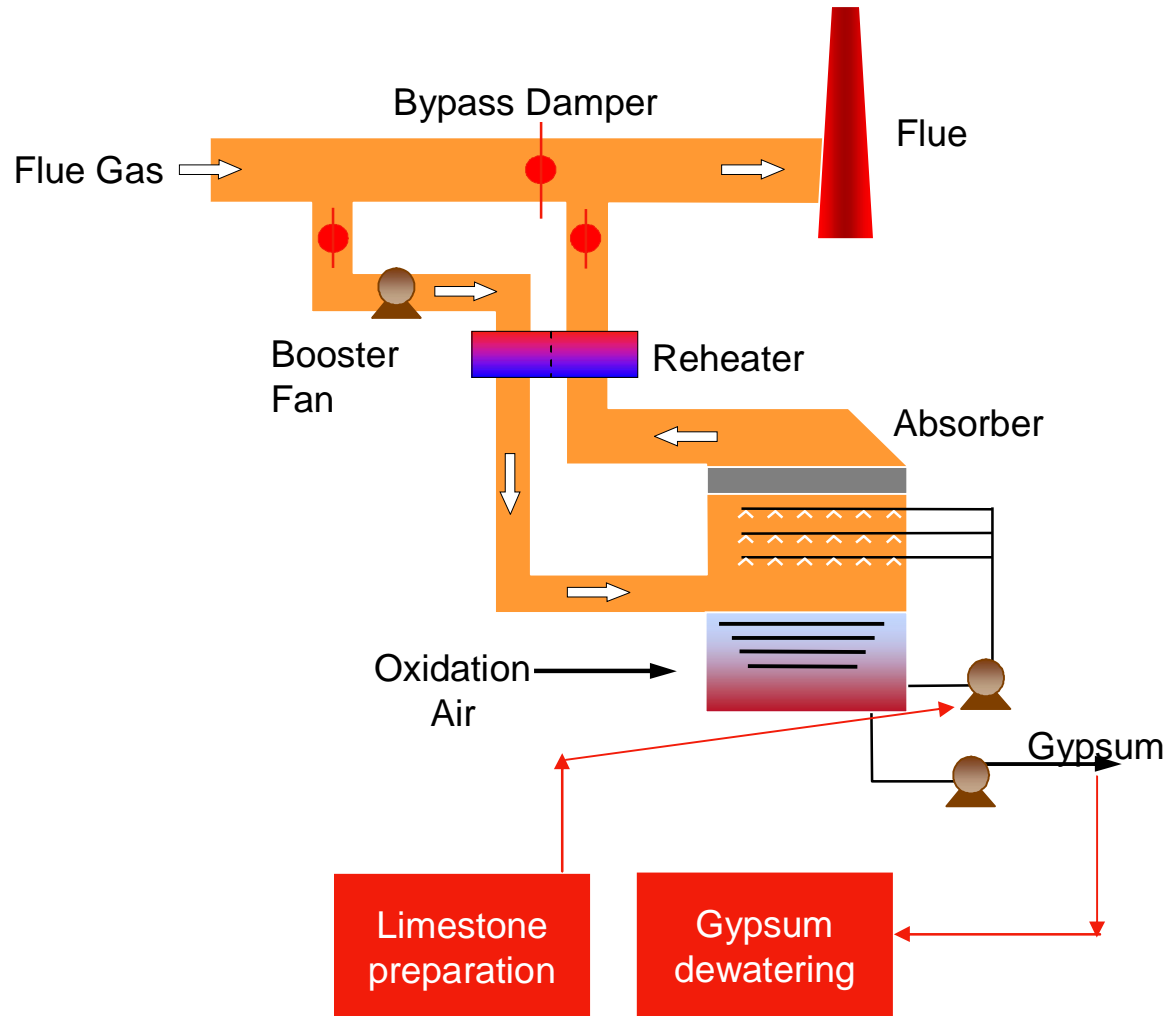 Bypass Damper
Flue
Flue Gas
Booster
Fan
Reheater
Absorber
Oxidation
Air
Gypsum
Limestone
preparation
Gypsum
dewatering